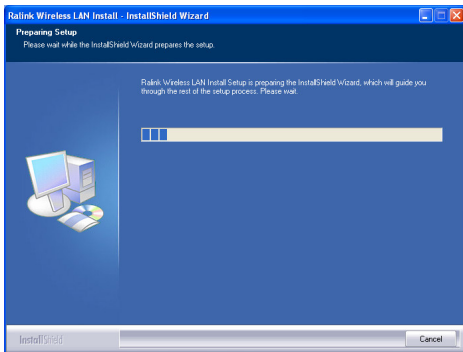 Ralink Wireless LAN Install - InstallShield Wizard
Preparing Setup
Please wait while the InstallShield Wizard prepares the setup.
Ralink Wireless LAN Install Setup is preparing the InstallShield Wizard, which will guide you
through the rest of the setup process. Please wait.
InstallShield
Cancel